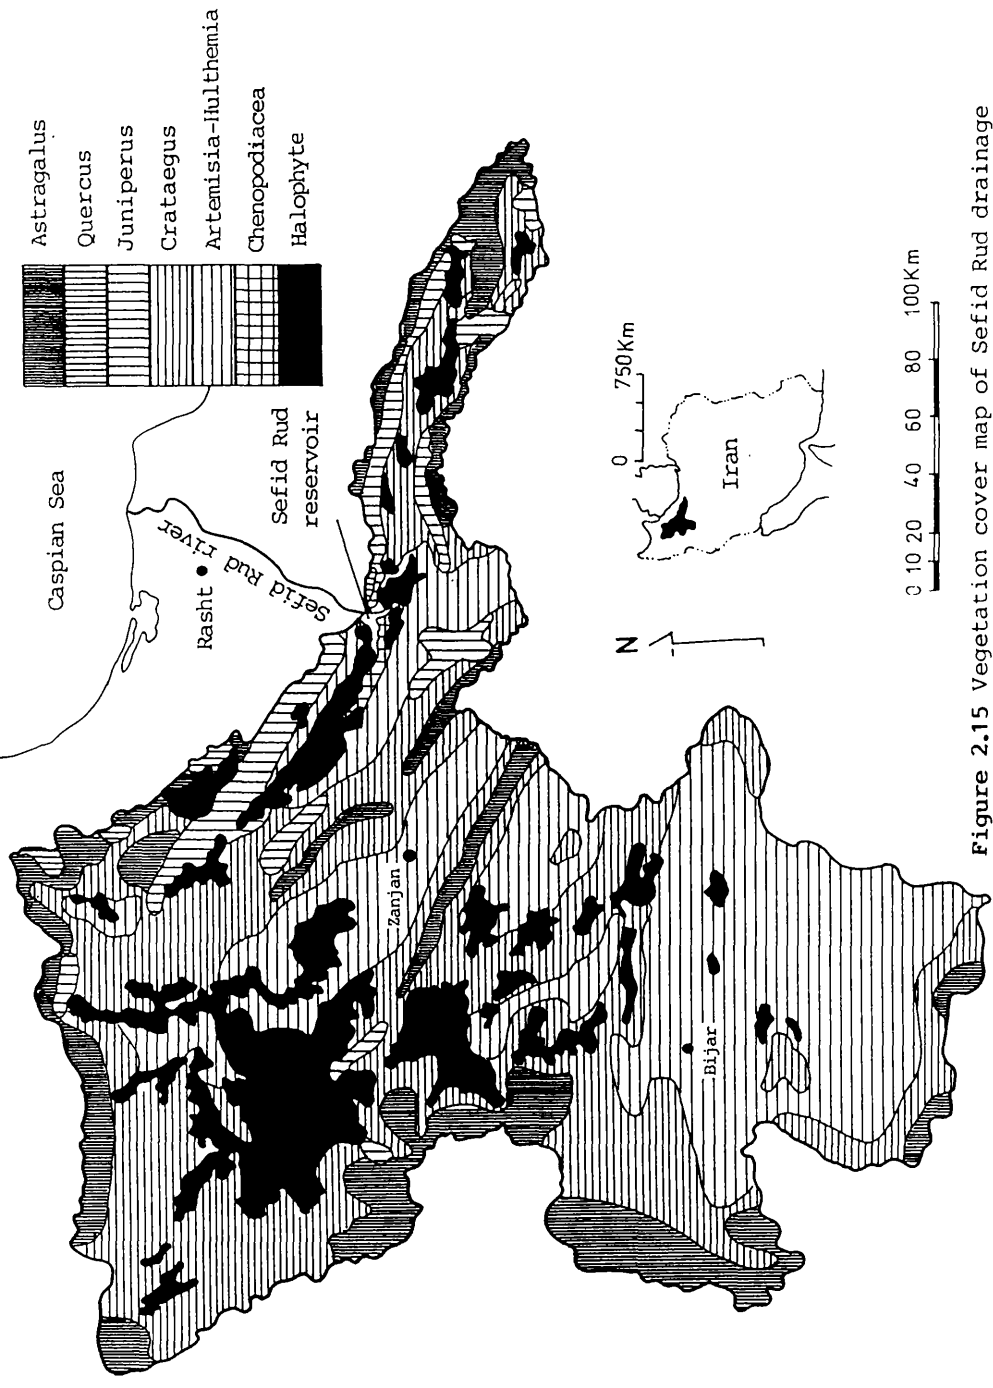 Astragalus
Quercus
Juniperus
Crataegus
Artemisia-Hulthemia
Chenopodiacea
Halophyte
Caspian Sea
Rasht
Sefid Rud river
Sefid Rud
reservoir
Zanjan
Bijar
0 750Km
Iran
N
0 10 20 40 60 80 100Km
Figure 2.15 Vegetation cover map of Sefid Rud drainage